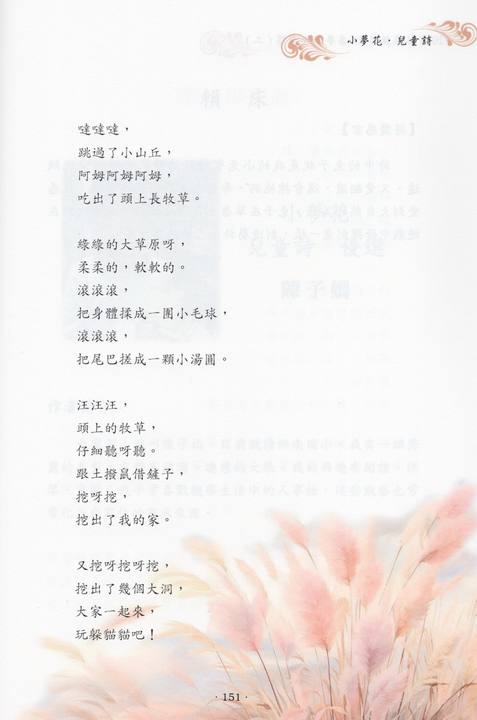 小夢花·兒童詩
噠噠噠，
跳過了小山丘，
阿姆阿姆阿姆，
吃出了頭上長牧草。
綠綠的大草原呀，
柔柔的，軟軟的。
滾滾滾，
把身體揉成一團小毛球，
滾滾滾，
把尾巴搓成一顆小湯圓。
汪汪汪，
頭上的牧草，
仔細聽呀聽。
跟土撥鼠借鏟子，
挖呀挖，
挖出了我的家。
又挖呀挖呀挖，
挖出了幾個大洞，
大家一起來，
玩躲貓貓吧！
·151·